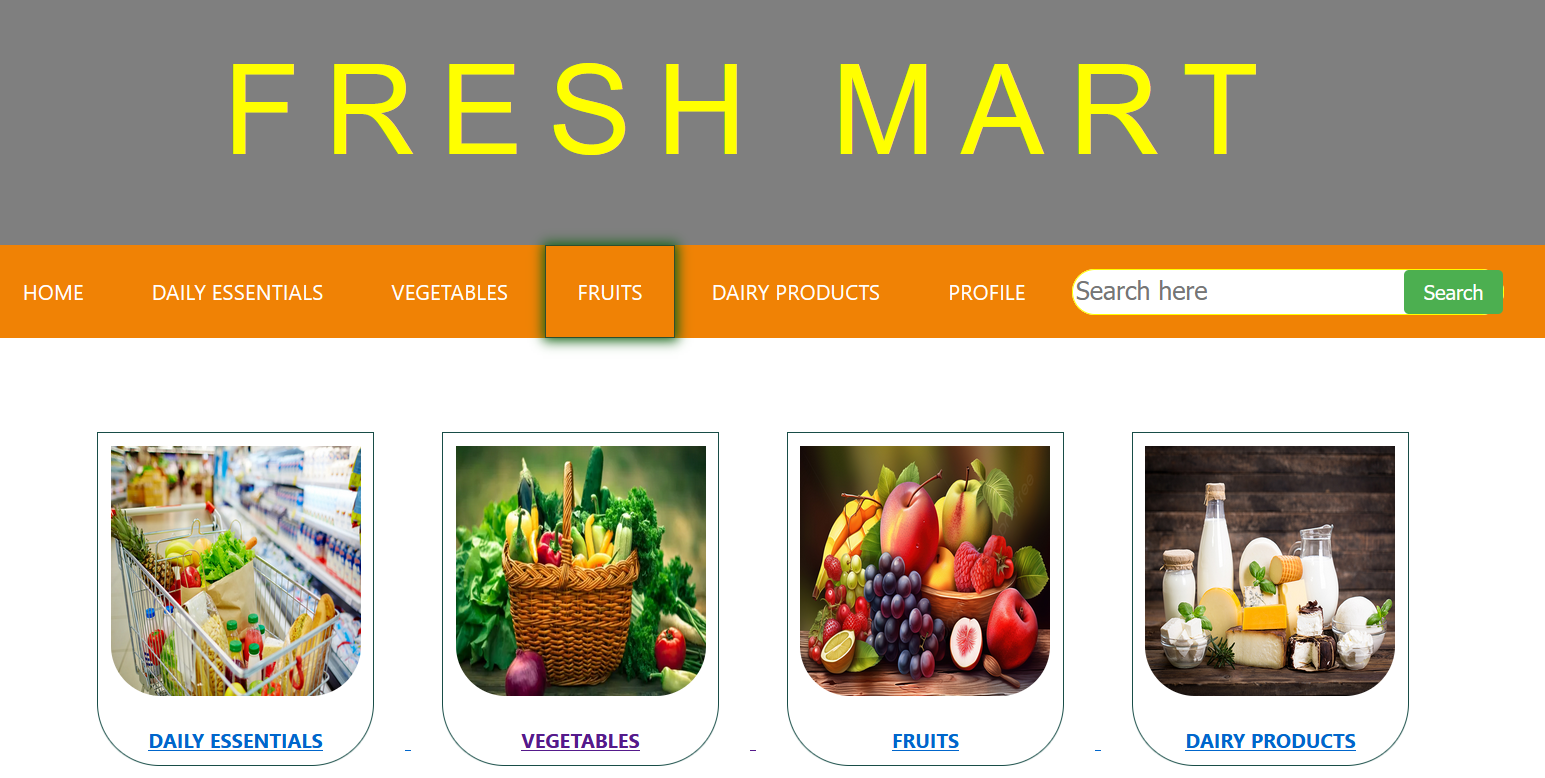 FRESH MART
HOME DAILY ESSENTIALS VEGETABLES FRUITS DAIRY PRODUCTS PROFILE Search here Search
DAILY ESSENTIALS VEGETABLES FRUITS DAIRY PRODUCTS